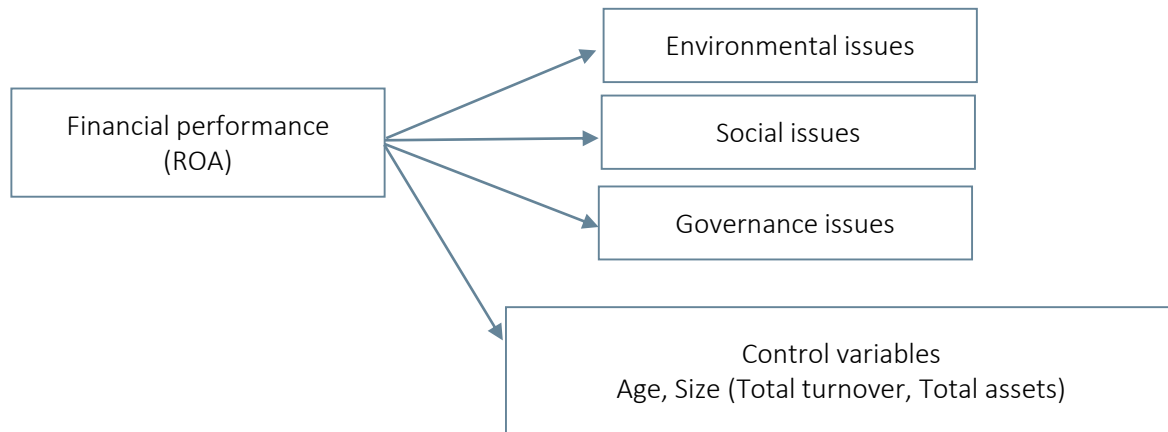 Environmental issues
Financial performance
(ROA)
Social issues
Governance issues
Control variables
Age, Size (Total turnover, Total assets)